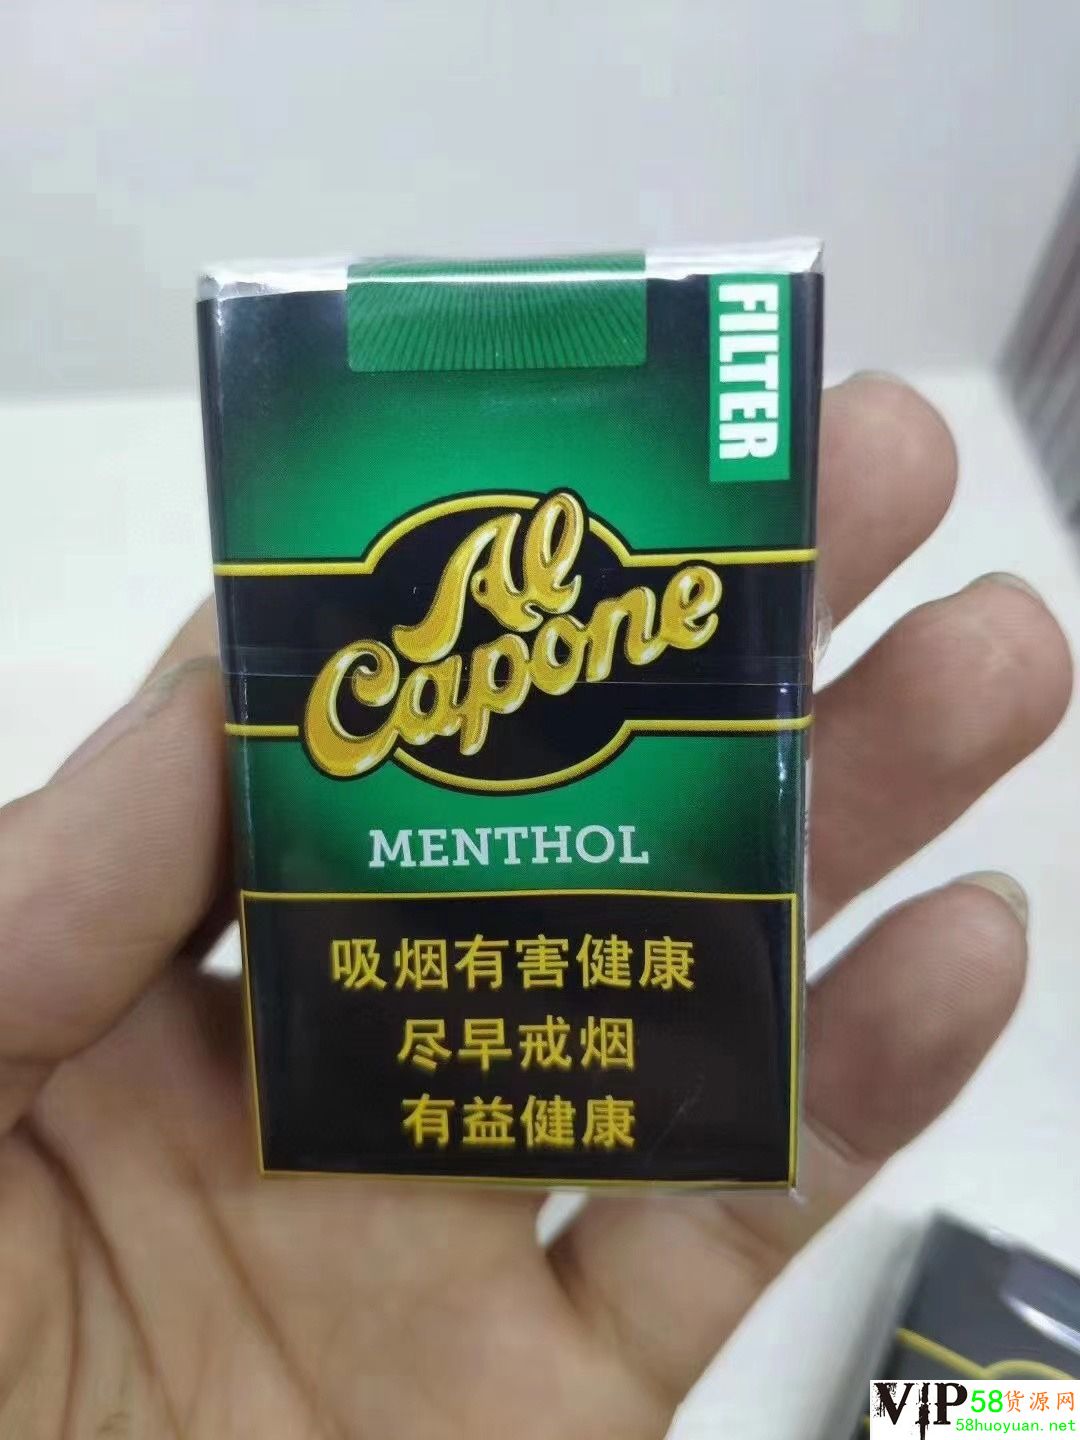 FILTER
Al
Capone
MENTHOL
吸烟有害健康
尽早戒烟
有益健康
VIP58货源网
58huoyuan.net